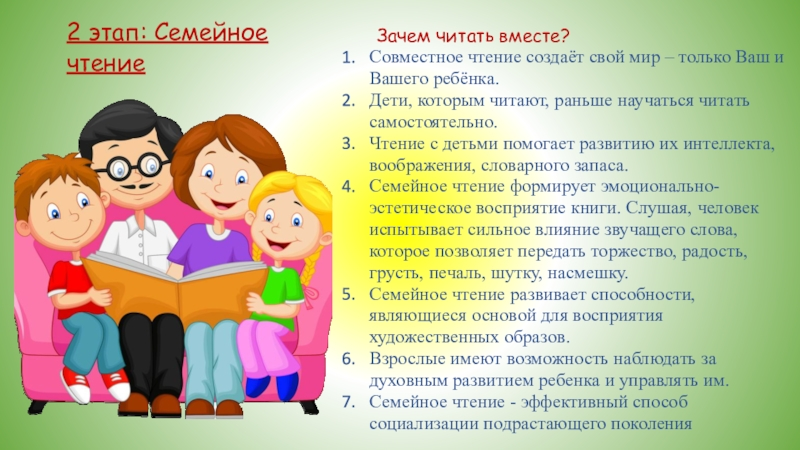 2 этап: Семейное
чтение
Зачем читать вместе?
1. Совместное чтение создаёт свой мир – только Ваш и
Вашего ребёнка.
2. Дети, которым читают, раньше научаться читать
самостоятельно.
3. Чтение с детьми помогает развитию их интеллекта,
воображения, словарного запаса.
4. Семейное чтение формирует эмоционально-
эстетическое восприятие книги. Слушая, человек
испытывает сильное влияние звучащего слова,
которое позволяет передать торжество, радость,
грусть, печаль, шутку, насмешку.
5. Семейное чтение развивает способности,
являющиеся основой для восприятия
художественных образов.
6. Взрослые имеют возможность наблюдать за
духовным развитием ребенка и управлять им.
7. Семейное чтение - эффективный способ
социализации подрастающего поколения